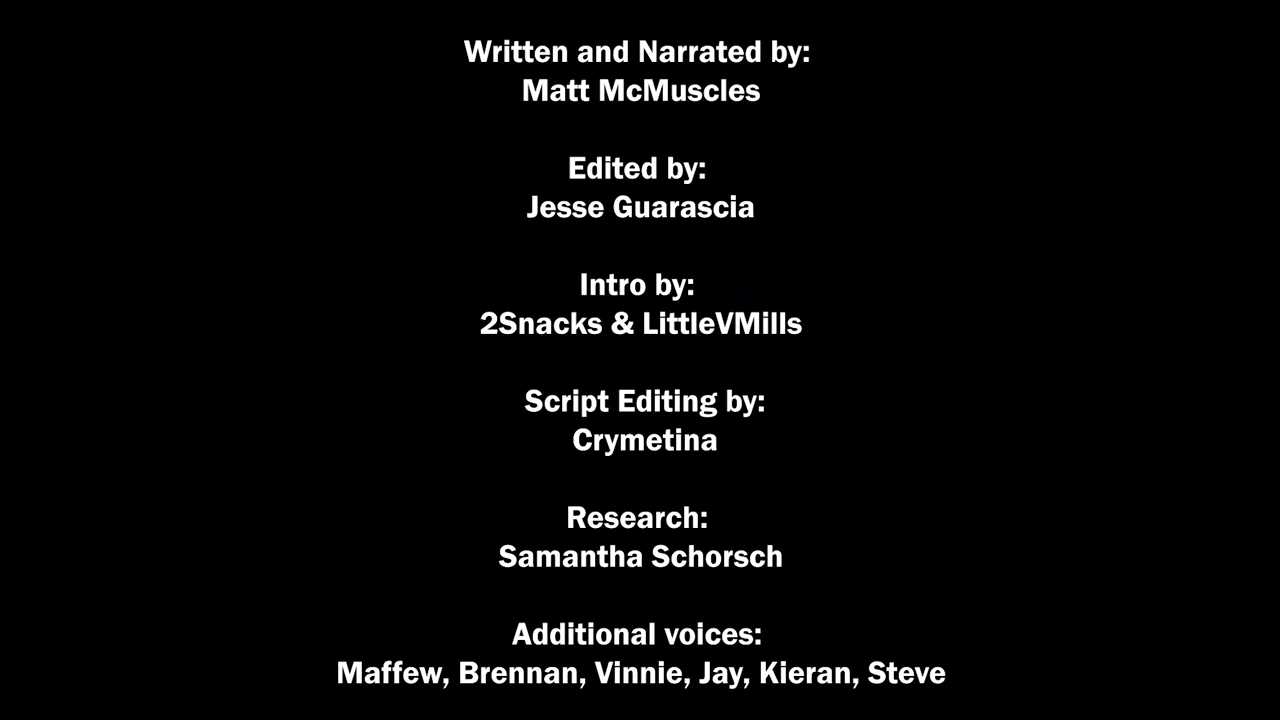 Written and Narrated by:
Matt McMuscles
Edited by:
Jesse Guarascia
Intro by:
2Snacks & LittleVMills
Script Editing by:
Crymetina
Research:
Samantha Schorsch
Additional voices:
Maffew, Brennan, Vinnie, Jay, Kieran, Steve